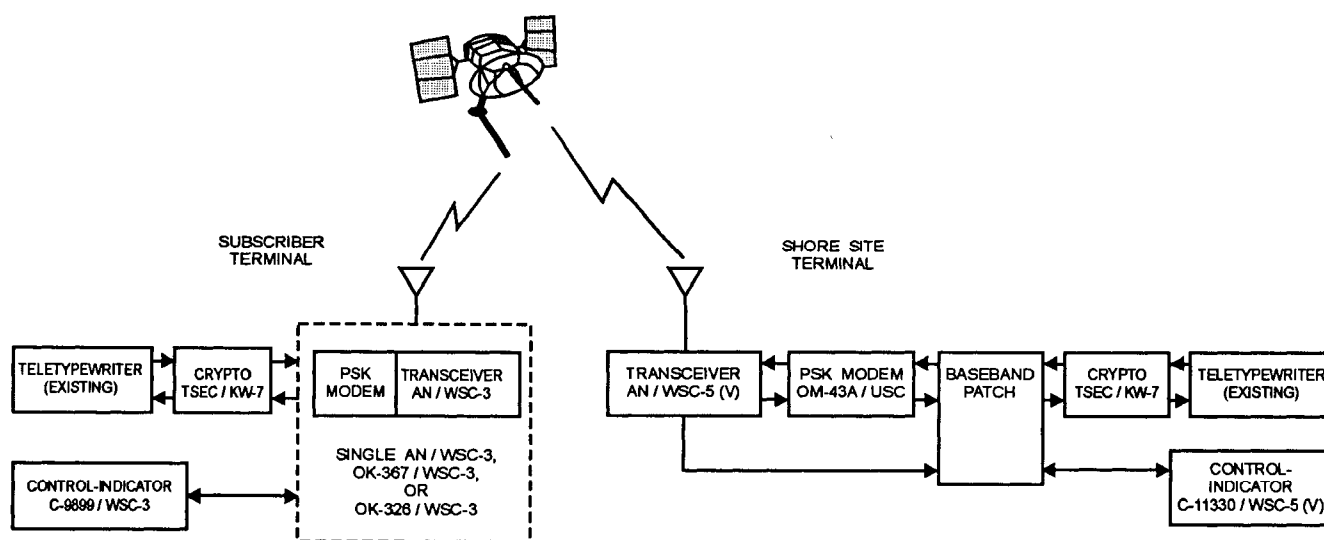 SUBSCRIBER
TERMINAL
SHORE SITE
TERMINAL
TELETYPEWRITER
(EXISTING)
CRYPTO
TSEC / KW-7
PSK
MODEM
TRANSCEIVER
AN / WSC-3
SINGLE AN / WSC-3,
OK-367 / WSC-3,
OR
OK-326 / WSC-3
CONTROL-INDICATOR
C-9899 / WSC-3
TRANSCEIVER
AN / WSC-5 (V)
PSK MODEM
OM-43A / USC
BASEBAND
PATCH
CRYPTO
TSEC / KW-7
TELETYPEWRITER
(EXISTING)
CONTROL-
INDICATOR
C-11330 / WSC-5 (V)